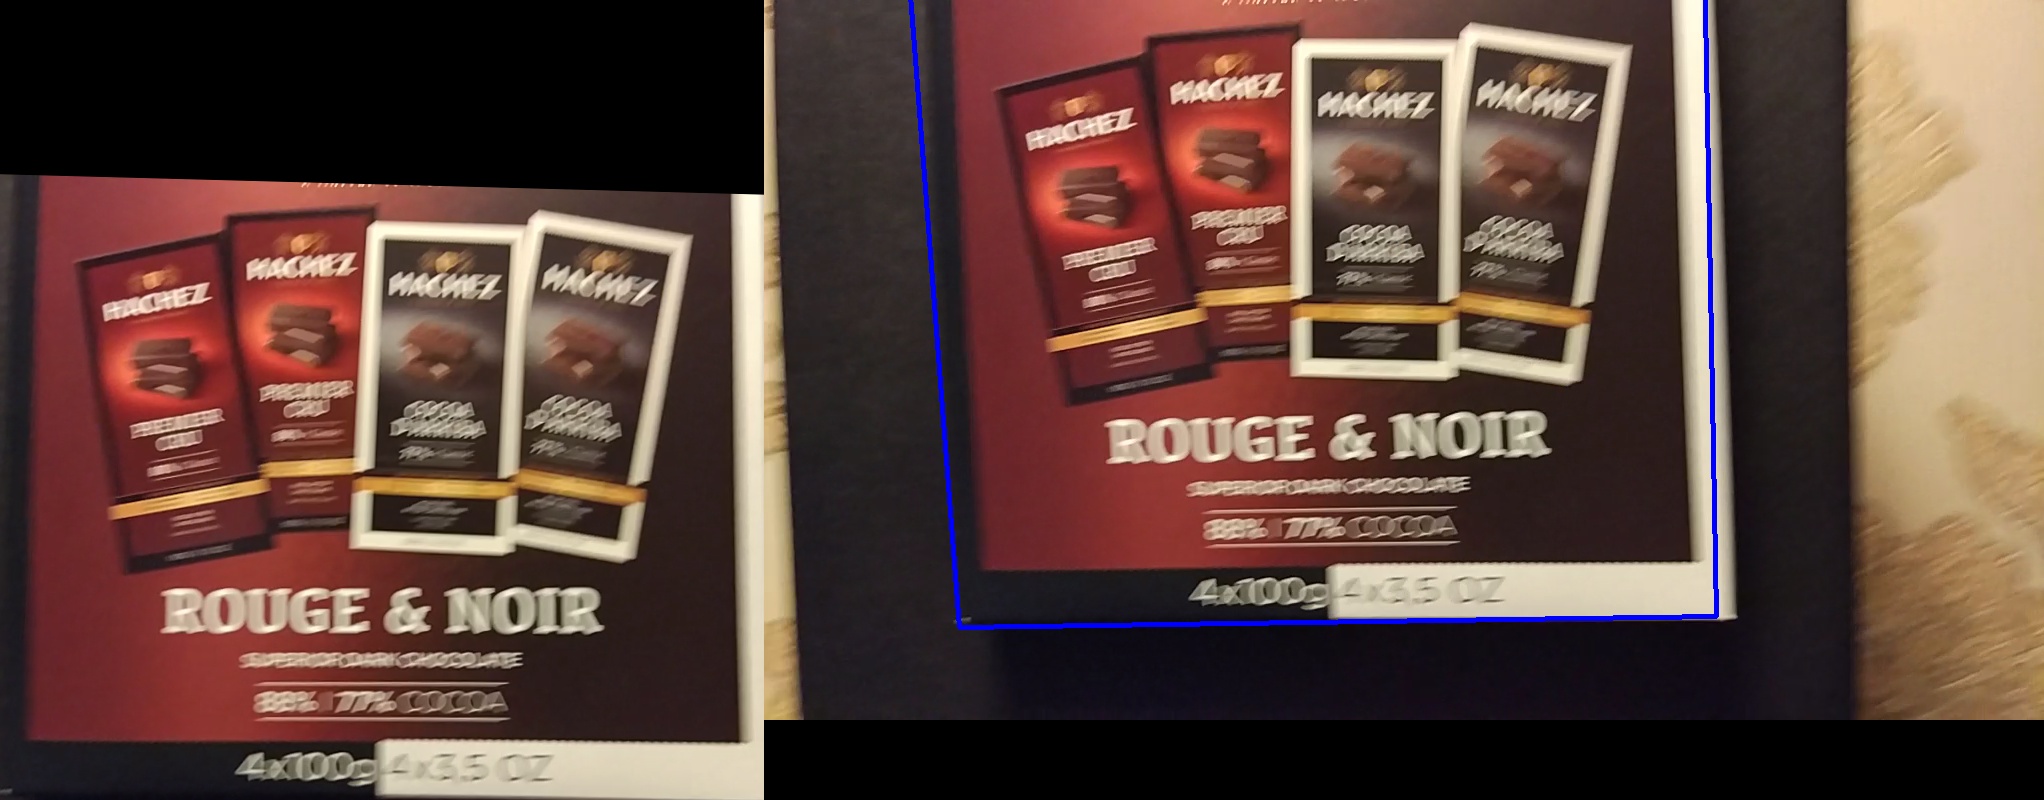 HACHEZ
HACHEZ
HACHEZ
HACHEZ
PREMIER
CRU
PREMIER
CRU
COCOA
D'ARRIBA
COCOA
D'ARRIBA
ROUGE & NOIR
SUPERIOR DARK CHOCOLATE
88% | 77% COCOA
4x100g 4x3,5 OZ
HACHEZ
HACHEZ
HACHEZ
HACHEZ
PREMIER
CRU
PREMIER
CRU
COCOA
D'ARRIBA
COCOA
D'ARRIBA
ROUGE & NOIR
SUPERIOR DARK CHOCOLATE
88% | 77% COCOA
4x100g 4x3,5 OZ